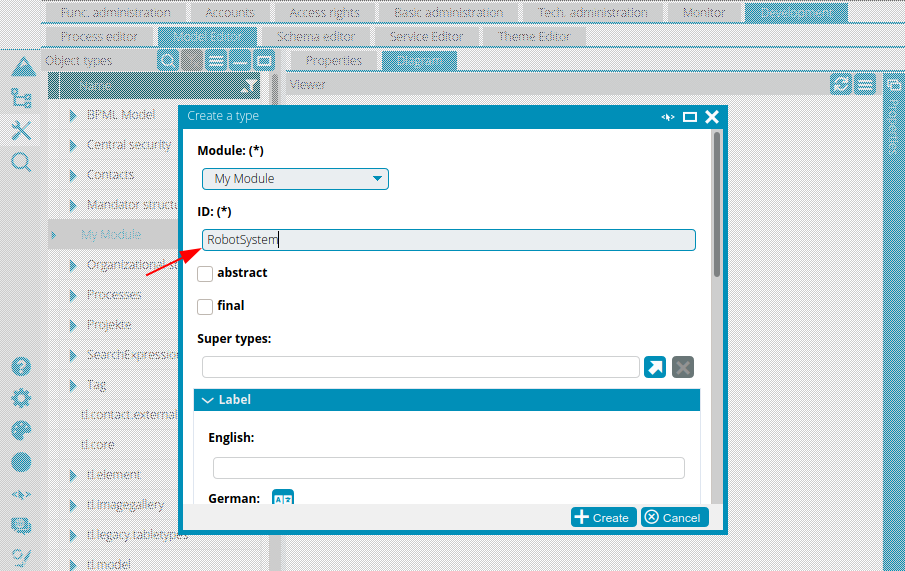 Func. administration Accounts Access rights Basic administration Tech. administration Monitor Development
Process editor Model Editor Schema editor Service Editor Theme Editor
Object types Properties Diagram
Name Viewer
BPML Model
Central security
Contacts
Mandator structu
My Module
Organizational st
Processes
Projekte
SearchExpression
Tag
tl.contact.external
tl.core
tl.element
tl.imagegallery
tl.legacy.tabletypes
tl.model
Properties
Create a type
Module: (*)
My Module
ID: (*)
RobotSystem
abstract
final
Super types:
Label
English:
German:
Create Cancel